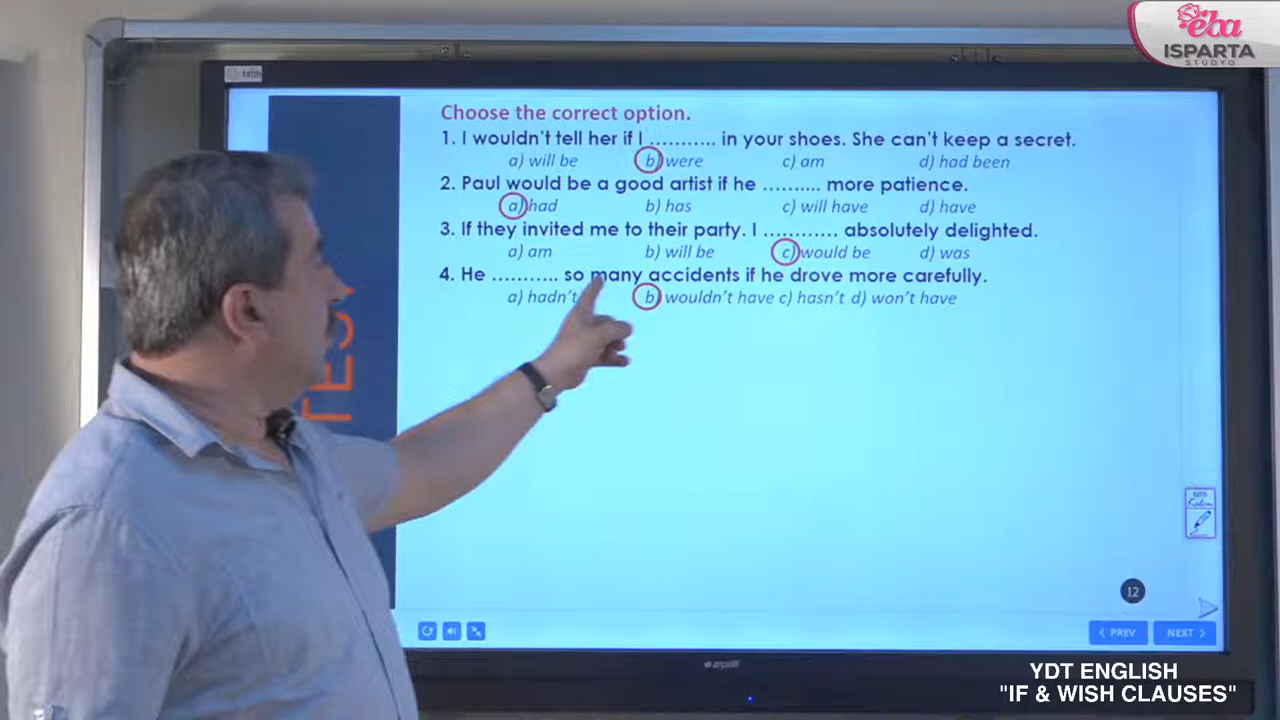 eba
ISPARTA
STÜDYO
Choose the correct option.
1. I wouldn't tell her if I ........... in your shoes. She can't keep a secret.
a) will be b) were c) am d) had been
2. Paul would be a good artist if he .......... more patience.
a) had b) has c) will have d) have
3. If they invited me to their party. I ............ absolutely delighted.
a) am b) will be c) would be d) was
4. He ........... so many accidents if he drove more carefully.
a) hadn't b) wouldn't have c) hasn't d) won't have
TEST
12
< PREV NEXT >
YDT ENGLISH
"IF & WISH CLAUSES"